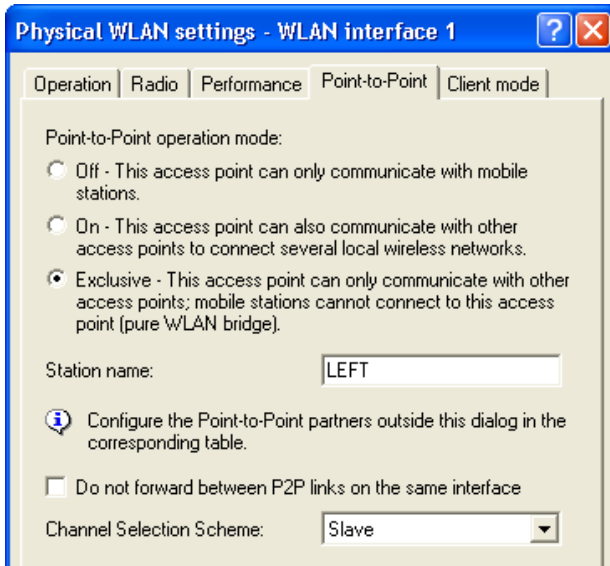 Physical WLAN settings - WLAN interface 1
Operation Radio Performance Point-to-Point Client mode
Point-to-Point operation mode:
Off - This access point can only communicate with mobile
stations.
On - This access point can also communicate with other
access points to connect several local wireless networks.
Exclusive - This access point can only communicate with other
access points; mobile stations cannot connect to this access
point (pure WLAN bridge).
Station name: LEFT
Configure the Point-to-Point partners outside this dialog in the
corresponding table.
Do not forward between P2P links on the same interface
Channel Selection Scheme: Slave